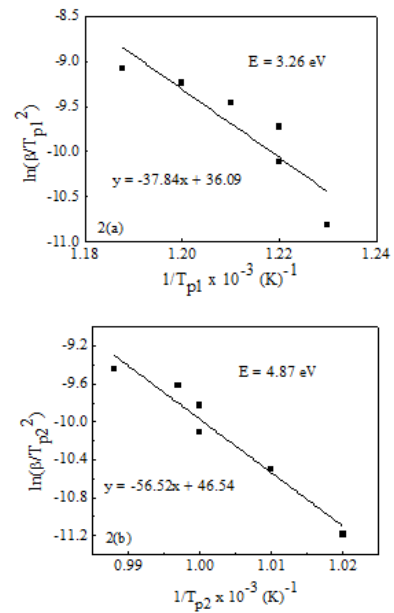 -8.5
-9.0
-9.5
-10.0
-10.5
-11.0
ln(β/Tp1²)
E = 3.26 eV
y = -37.84x + 36.09
2(a)
1.18 1.20 1.22 1.24
1/Tp1 x 10⁻³ (K)⁻¹
-9.2
-9.6
-10.0
-10.4
-10.8
-11.2
ln(β/Tp2²)
E = 4.87 eV
y = -56.52x + 46.54
2(b)
0.99 1.00 1.01 1.02
1/Tp2 x 10⁻³ (K)⁻¹